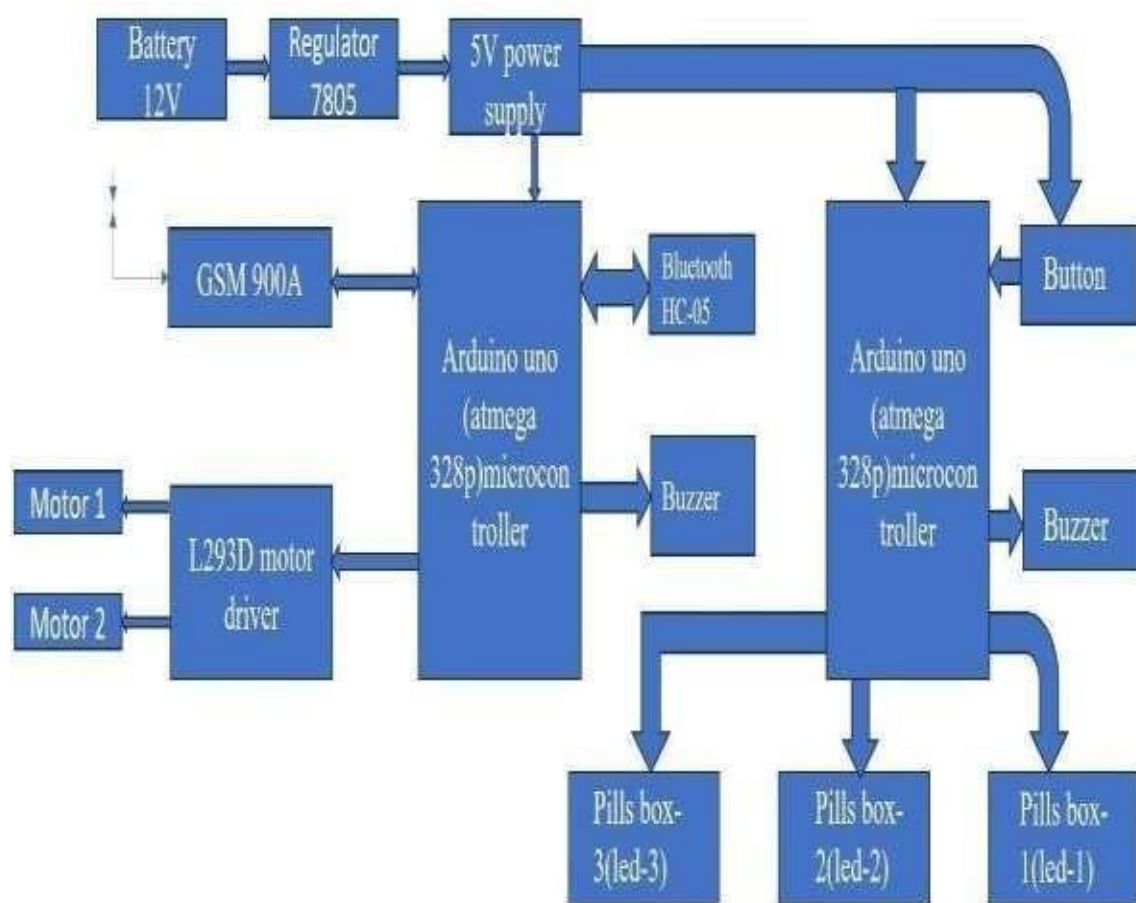 Battery
12V
Regulator
7805
5V power
supply
GSM 900A
Bluetooth
HC-05
Button
Arduino uno
(atmega
328p)microcon
troller
Arduino uno
(atmega
328p)microcon
troller
Motor 1
Motor 2
L293D motor
driver
Buzzer
Buzzer
Pills box-
3(led-3)
Pills box-
2(led-2)
Pills box-
1(led-1)